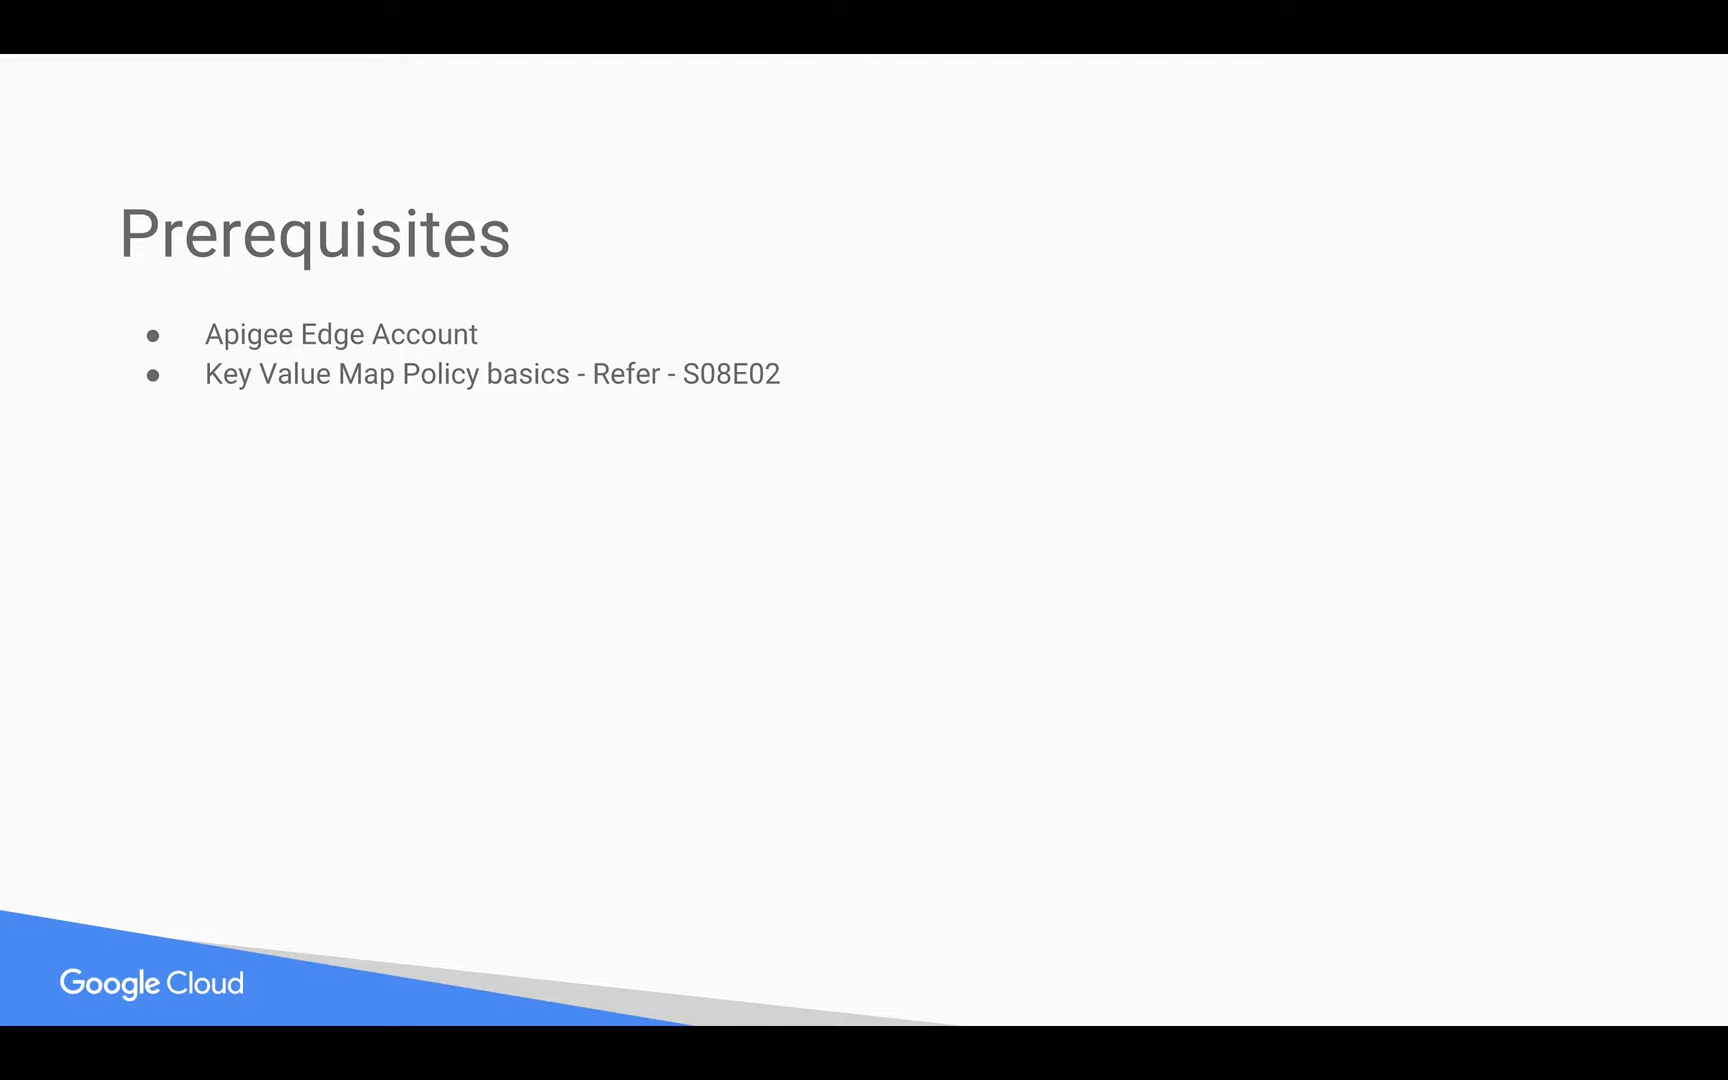 Prerequisites
● Apigee Edge Account
● Key Value Map Policy basics - Refer - S08E02
Google Cloud